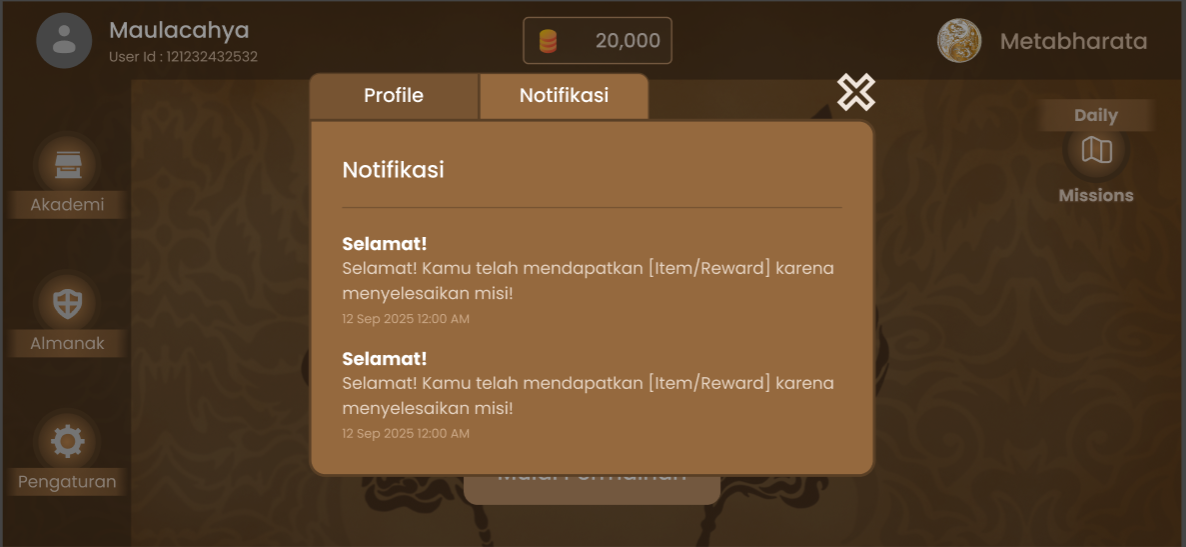 Maulacahya
User Id : 121232432532
20,000
Metabharata
Profile
Notifikasi
Daily
Missions
Akademi
Almanak
Pengaturan
Notifikasi
Selamat!
Selamat! Kamu telah mendapatkan [Item/Reward] karena
menyelesaikan misi!
12 Sep 2025 12:00 AM
Selamat!
Selamat! Kamu telah mendapatkan [Item/Reward] karena
menyelesaikan misi!
12 Sep 2025 12:00 AM
Mulai Permainan